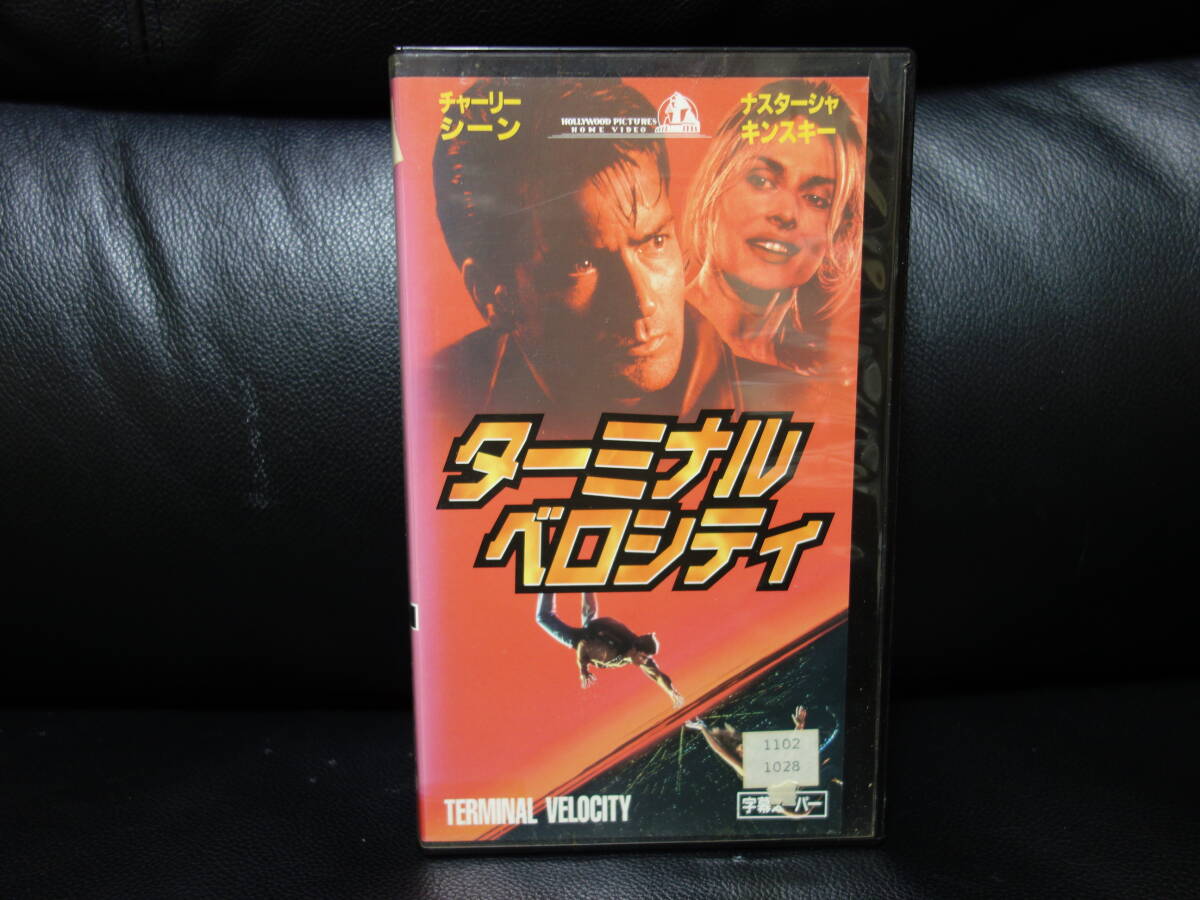 チャーリー
シーン
HOLLYWOOD PICTURES
HOME VIDEO
ナスターシャ
キンスキー
ターミナル
ベロシティ
1102
1028
TERMINAL VELOCITY
字幕スーパー